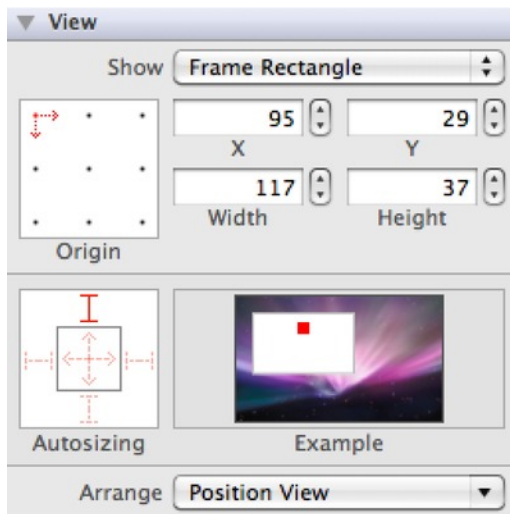 View
Show Frame Rectangle
95 29
X Y
117 37
Width Height
Origin
Autosizing Example
Arrange Position View